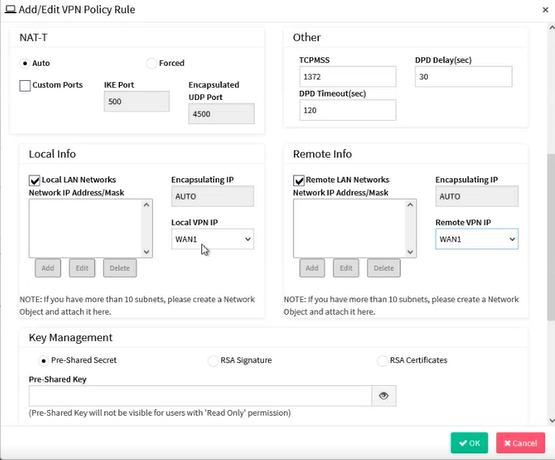 Add/Edit VPN Policy Rule
×
NAT-T
Auto
Forced
Custom Ports
IKE Port
500
Encapsulated
UDP Port
4500
Other
TCPMSS
1372
DPD Delay(sec)
30
DPD Timeout(sec)
120
Local Info
Local LAN Networks
Network IP Address/Mask
Add
Edit
Delete
Encapsulating IP
AUTO
Local VPN IP
WAN1
NOTE: If you have more than 10 subnets, please create a Network
Object and attach it here.
Remote Info
Remote LAN Networks
Network IP Address/Mask
Add
Edit
Delete
Encapsulating IP
AUTO
Remote VPN IP
WAN1
NOTE: If you have more than 10 subnets, please create a Network
Object and attach it here.
Key Management
Pre-Shared Secret
RSA Signature
RSA Certificates
Pre-Shared Key
(Pre-Shared Key will not be visible for users with 'Read Only' permission)
OK
Cancel